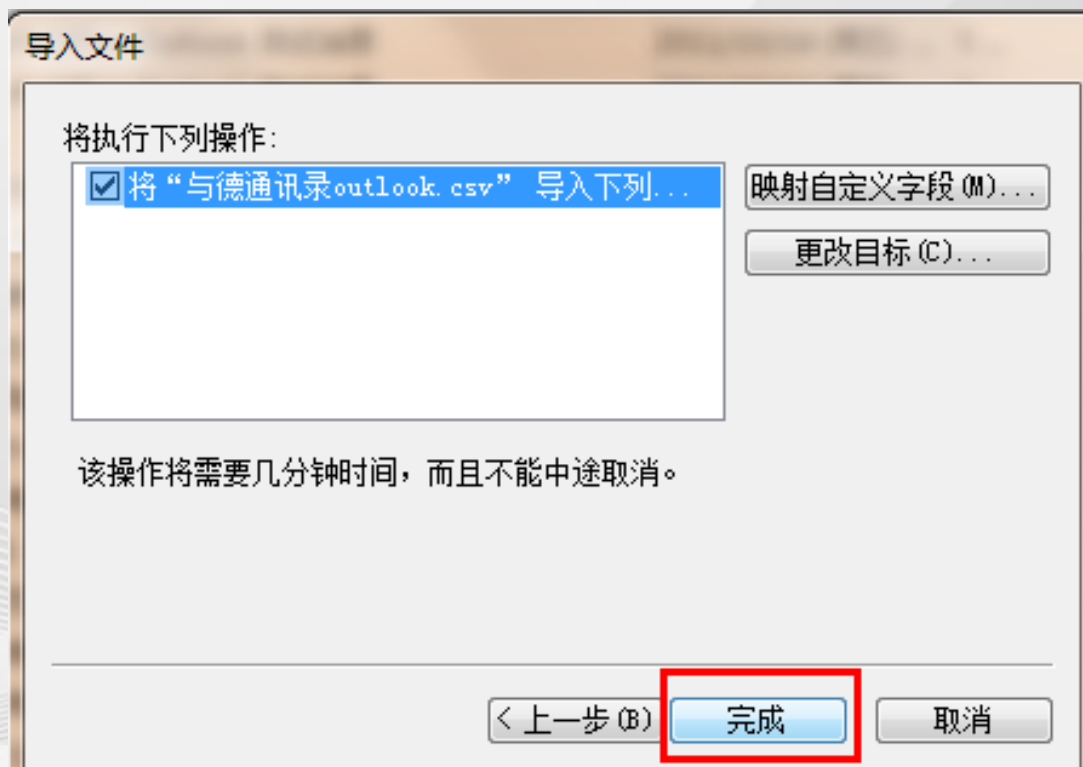 导入文件
将执行下列操作:
将“与德通讯录outlook.csv” 导入下列...
映射自定义字段(M)...
更改目标(C)...
该操作将需要几分钟时间，而且不能中途取消。
< 上一步(B)
完成
取消